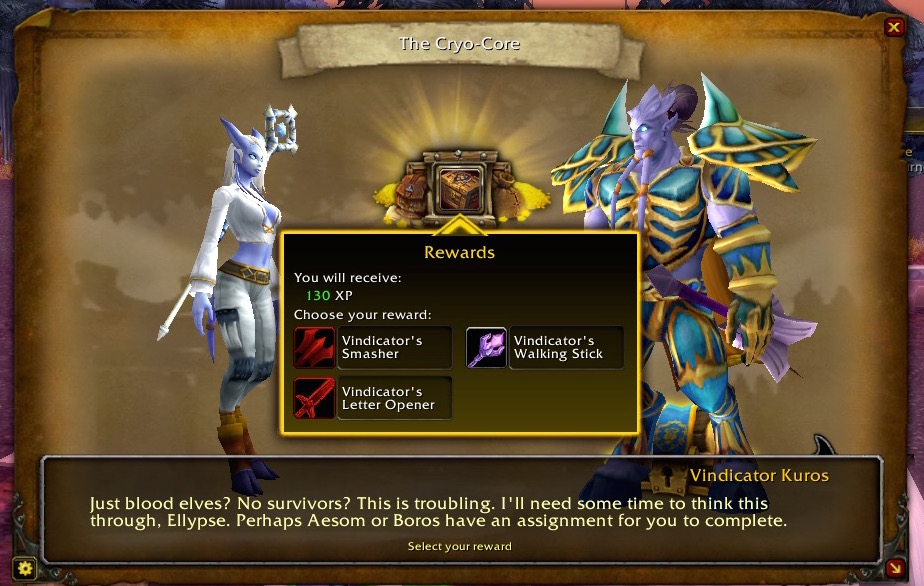 The Cryo-Core
Rewards
You will receive:
130 XP
Choose your reward:
Vindicator's
Smasher
Vindicator's
Walking Stick
Vindicator's
Letter Opener
Vindicator Kuros
Just blood elves? No survivors? This is troubling. I'll need some time to think this
through, Ellypse. Perhaps Aesom or Boros have an assignment for you to complete.
Select your reward